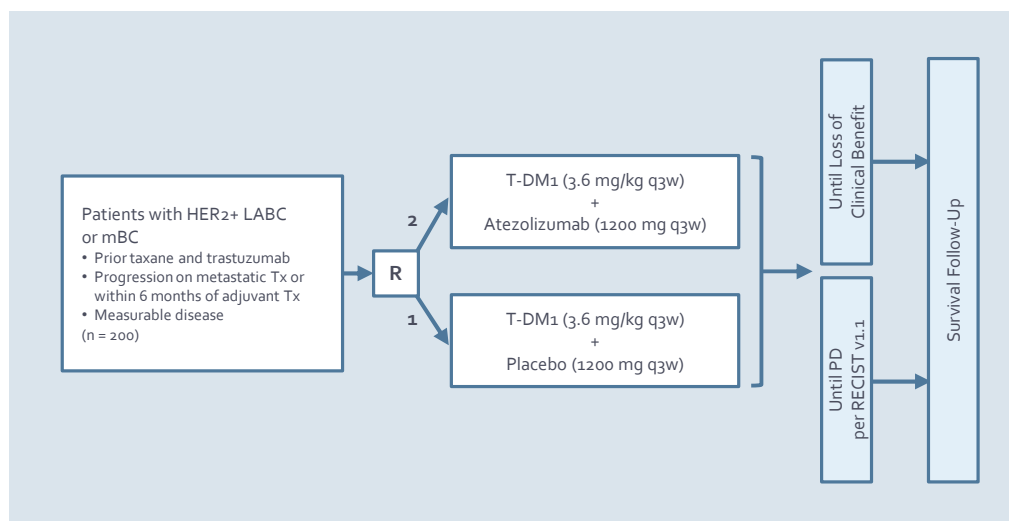 Patients with HER2+ LABC
or mBC
• Prior taxane and trastuzumab
• Progression on metastatic Tx or
within 6 months of adjuvant Tx
• Measurable disease
(n = 200)
R
2
1
T-DM1 (3.6 mg/kg q3w)
+
Atezolizumab (1200 mg q3w)
T-DM1 (3.6 mg/kg q3w)
+
Placebo (1200 mg q3w)
Until Loss of
Clinical Benefit
Until PD
per RECIST v1.1
Survival Follow-Up